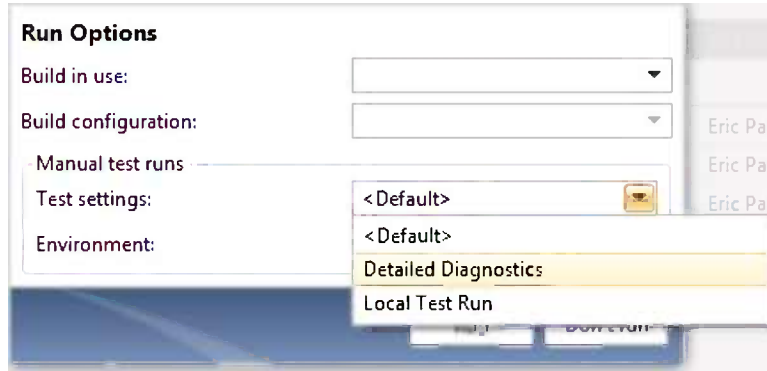 Run Options
Build in use:
Build configuration:
Eric Pa
Manual test runs
Eric Pa
Test settings:
<Default>
Eric Pa
Environment:
<Default>
Detailed Diagnostics
Local Test Run